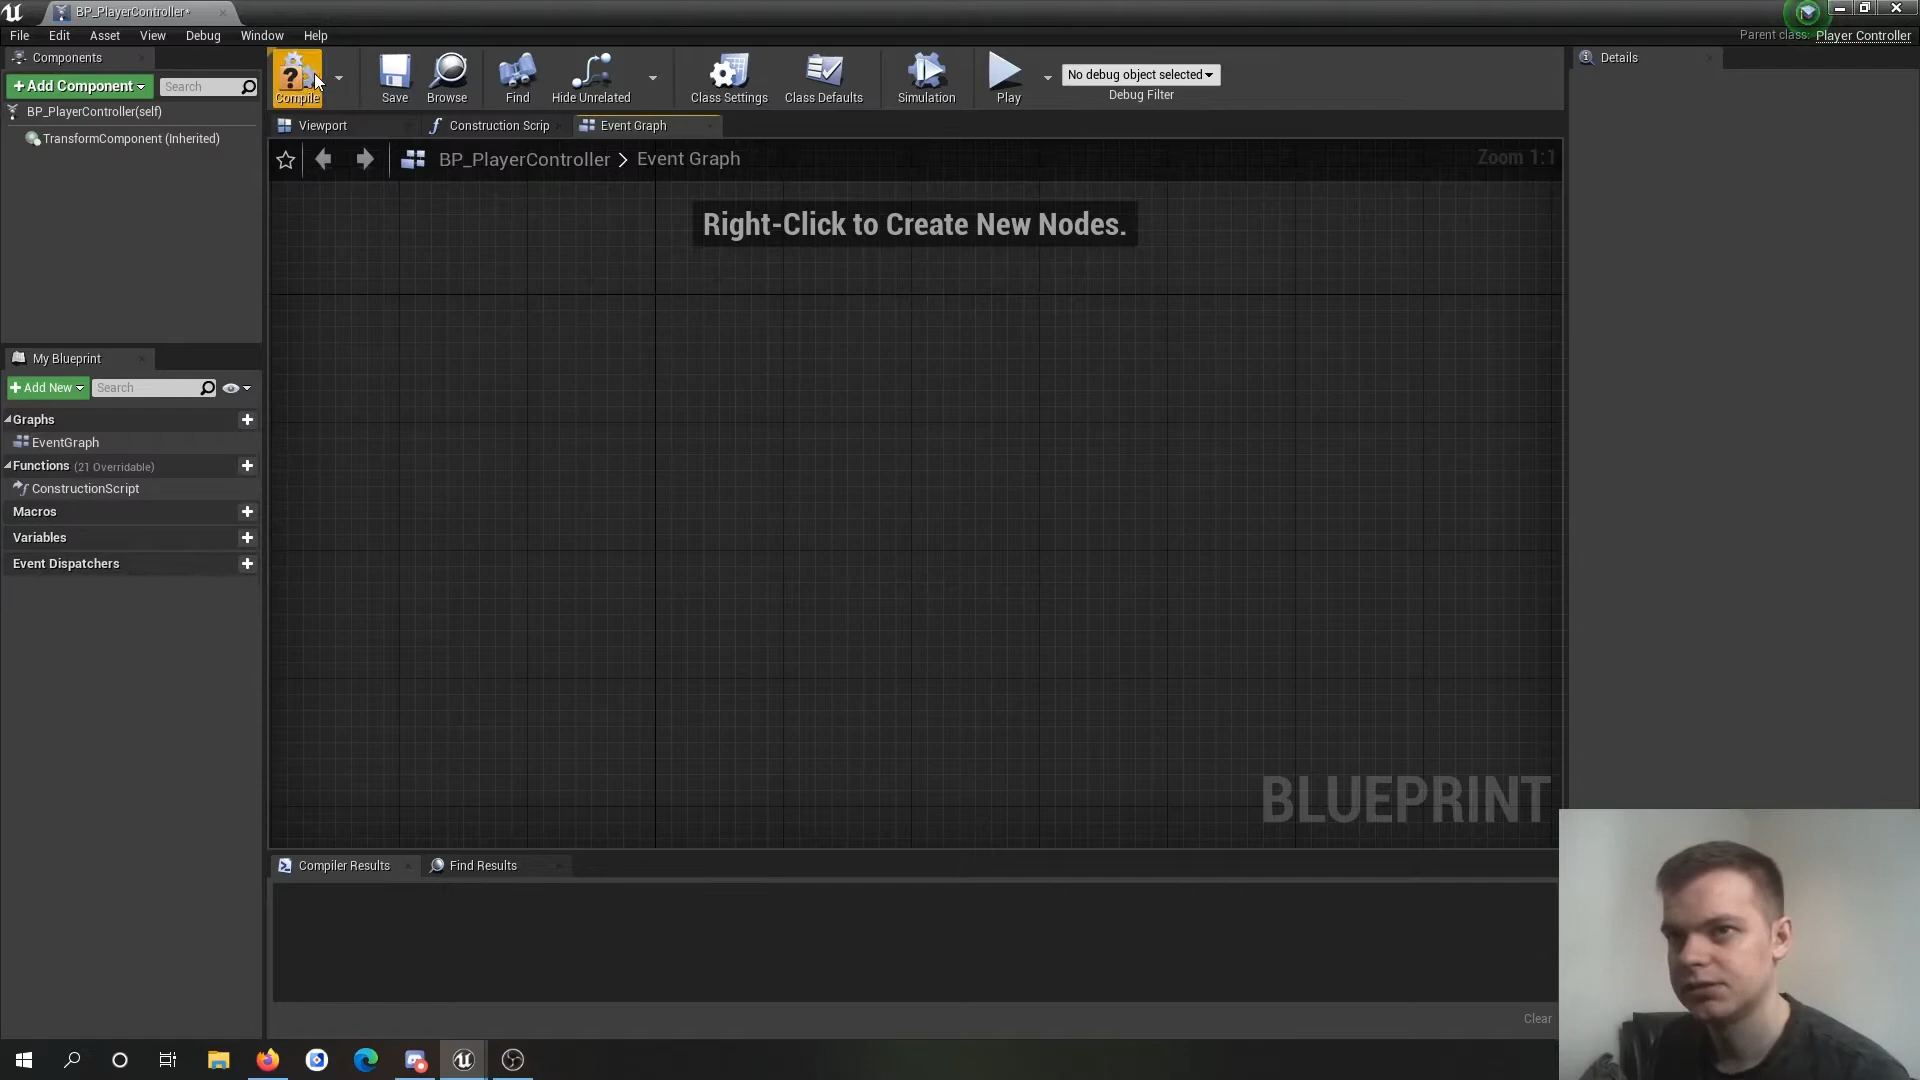 BP_PlayerController*
File Edit Asset View Debug Window Help
Parent class: Player Controller
Components
+Add Component
Search
BP_PlayerController(self)
TransformComponent (Inherited)
Compile
Save
Browse
Find
Hide Unrelated
Class Settings
Class Defaults
Simulation
Play
No debug object selected
Debug Filter
Details
Viewport
Construction Scrip
Event Graph
BP_PlayerController > Event Graph
Zoom 1:1
Right-Click to Create New Nodes.
My Blueprint
+Add New
Search
Graphs
EventGraph
Functions (21 Overridable)
ConstructionScript
Macros
Variables
Event Dispatchers
BLUEPRINT
Compiler Results
Find Results
Clear